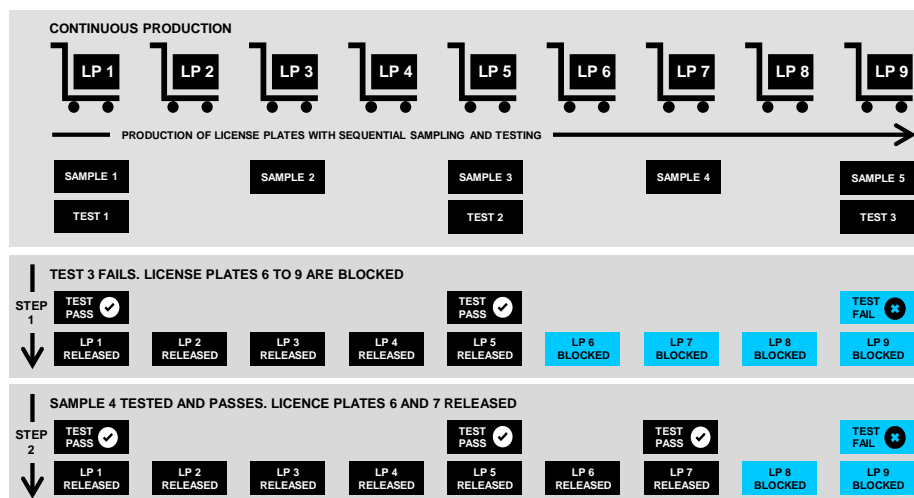 CONTINUOUS PRODUCTION
LP 1 LP 2 LP 3 LP 4 LP 5 LP 6 LP 7 LP 8 LP 9
PRODUCTION OF LICENSE PLATES WITH SEQUENTIAL SAMPLING AND TESTING
SAMPLE 1 SAMPLE 2 SAMPLE 3 SAMPLE 4 SAMPLE 5
TEST 1 TEST 2 TEST 3
TEST 3 FAILS. LICENSE PLATES 6 TO 9 ARE BLOCKED
STEP
1
TEST TEST TEST
PASS PASS FAIL
LP 1 LP 2 LP 3 LP 4 LP 5 LP 6 LP 7 LP 8 LP 9
RELEASED RELEASED RELEASED RELEASED RELEASED BLOCKED BLOCKED BLOCKED BLOCKED
SAMPLE 4 TESTED AND PASSES. LICENCE PLATES 6 AND 7 RELEASED
STEP
2
TEST TEST TEST TEST
PASS PASS PASS FAIL
LP 1 LP 2 LP 3 LP 4 LP 5 LP 6 LP 7 LP 8 LP 9
RELEASED RELEASED RELEASED RELEASED RELEASED RELEASED RELEASED BLOCKED BLOCKED